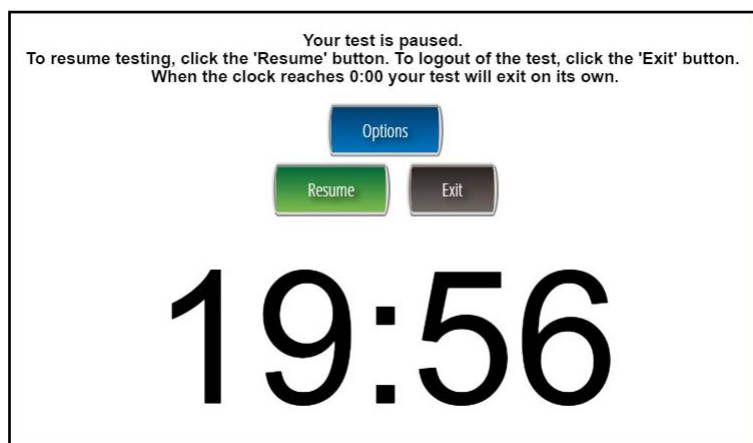 Your test is paused.
To resume testing, click the 'Resume' button. To logout of the test, click the 'Exit' button.
When the clock reaches 0:00 your test will exit on its own.
Options
Resume Exit
19:56